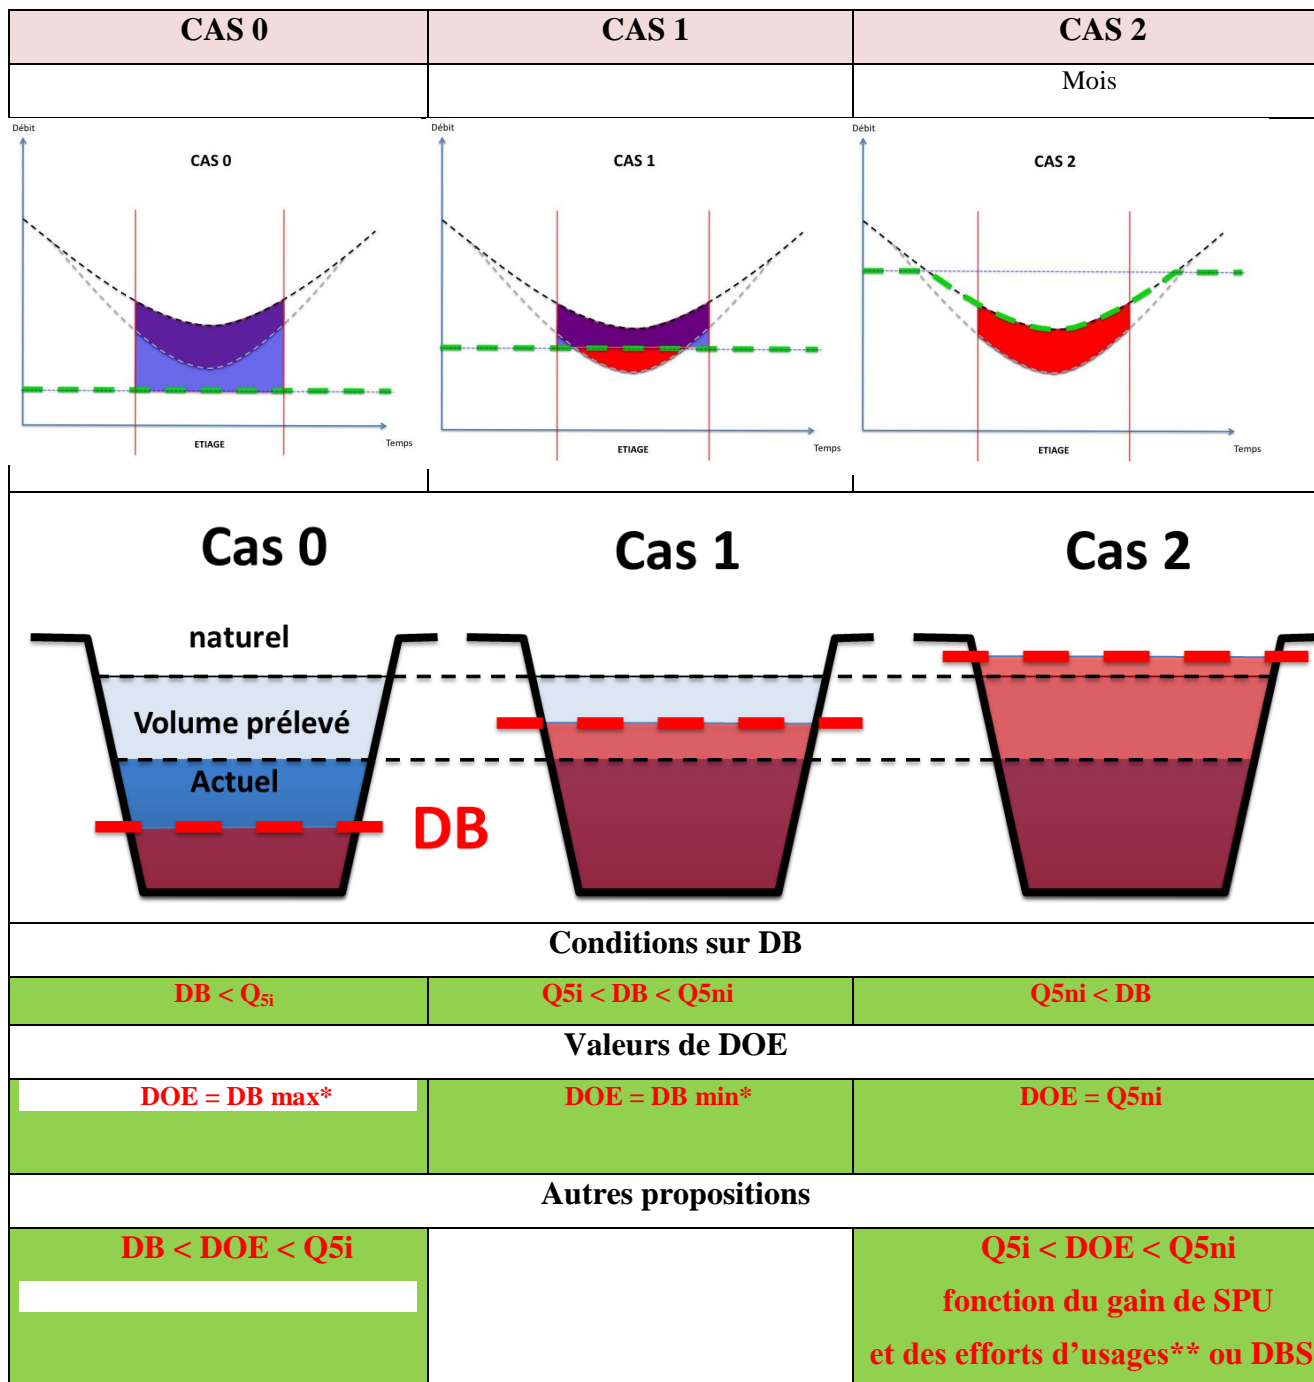 CAS 0
CAS 1
CAS 2
Mois
Débit
CAS 0
ETIAGE
Temps
Débit
CAS 1
ETIAGE
Temps
Débit
CAS 2
ETIAGE
Temps
Cas 0
Cas 1
Cas 2
naturel
Volume prélevé
Actuel
DB
Conditions sur DB
DB < Q5i
Q5i < DB < Q5ni
Q5ni < DB
Valeurs de DOE
DOE = DB max*
DOE = DB min*
DOE = Q5ni
Autres propositions
DB < DOE < Q5i
Q5i < DOE < Q5ni
fonction du gain de SPU
et des efforts d’usages** ou DBS